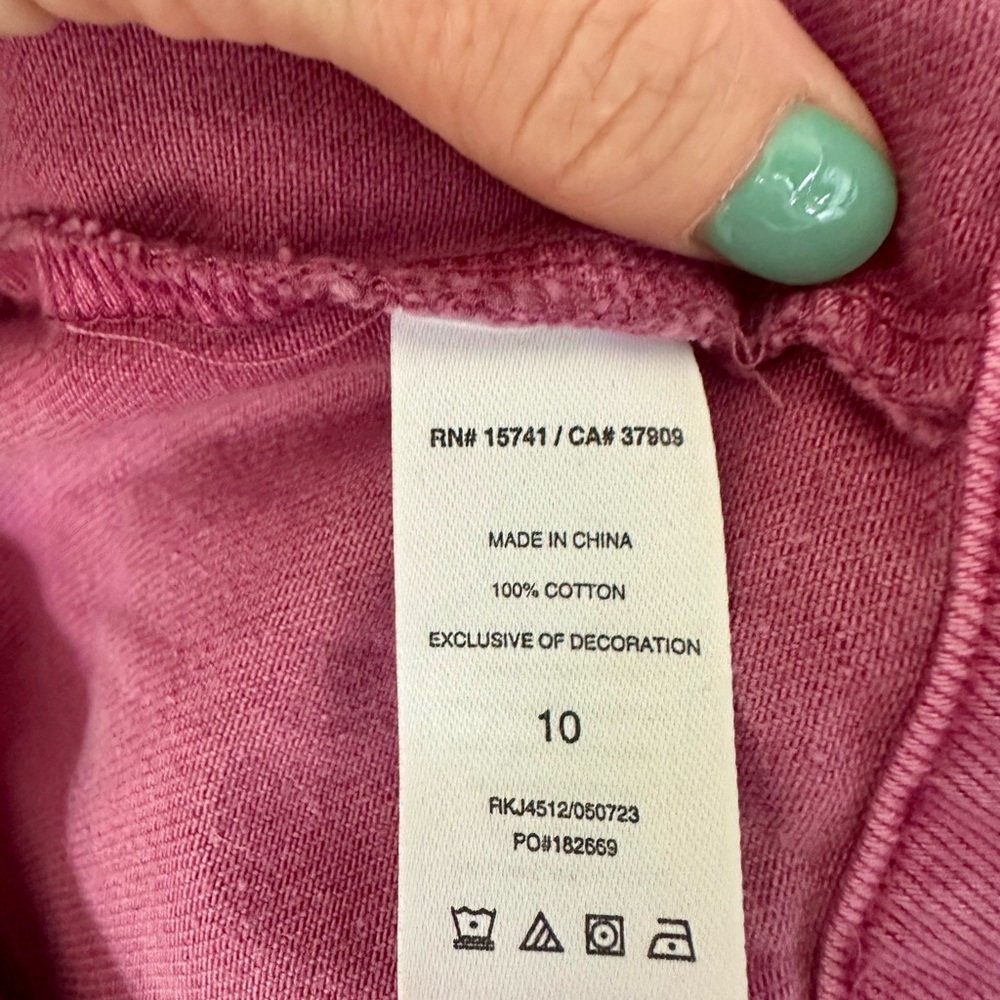 RN# 15741 / CA# 37909
MADE IN CHINA
100% COTTON
EXCLUSIVE OF DECORATION
10
RKJ4512/050723
PO#182669